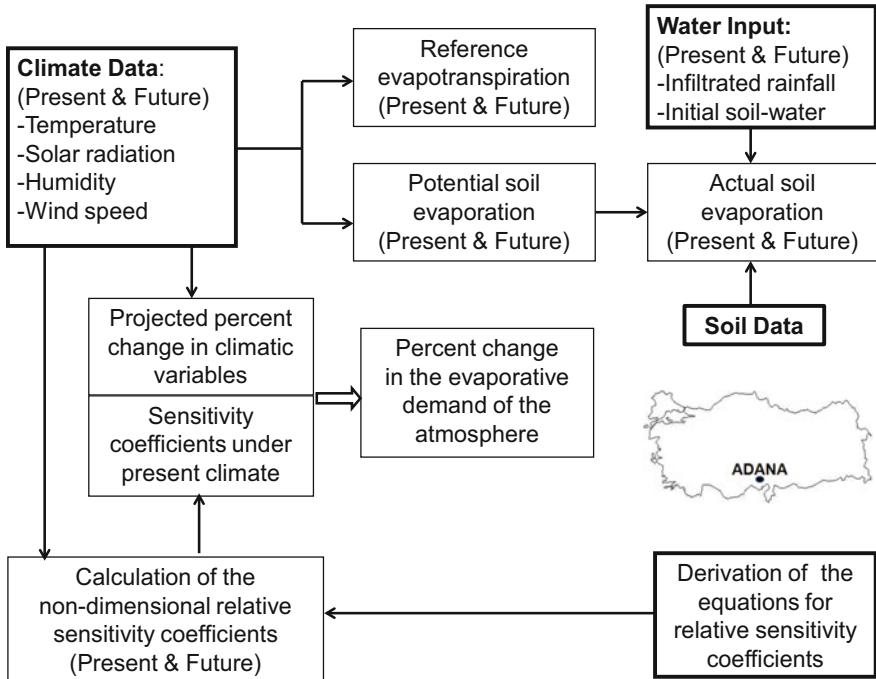 Climate Data:
(Present & Future)
-Temperature
-Solar radiation
-Humidity
-Wind speed
Reference
evapotranspiration
(Present & Future)
Water Input:
(Present & Future)
-Infiltrated rainfall
-Initial soil-water
Potential soil
evaporation
(Present & Future)
Actual soil
evaporation
(Present & Future)
Soil Data
Projected percent
change in climatic
variables
Sensitivity
coefficients under
present climate
Percent change
in the evaporative
demand of the
atmosphere
ADANA
Calculation of the
non-dimensional relative
sensitivity coefficients
(Present & Future)
Derivation of the
equations for
relative sensitivity
coefficients